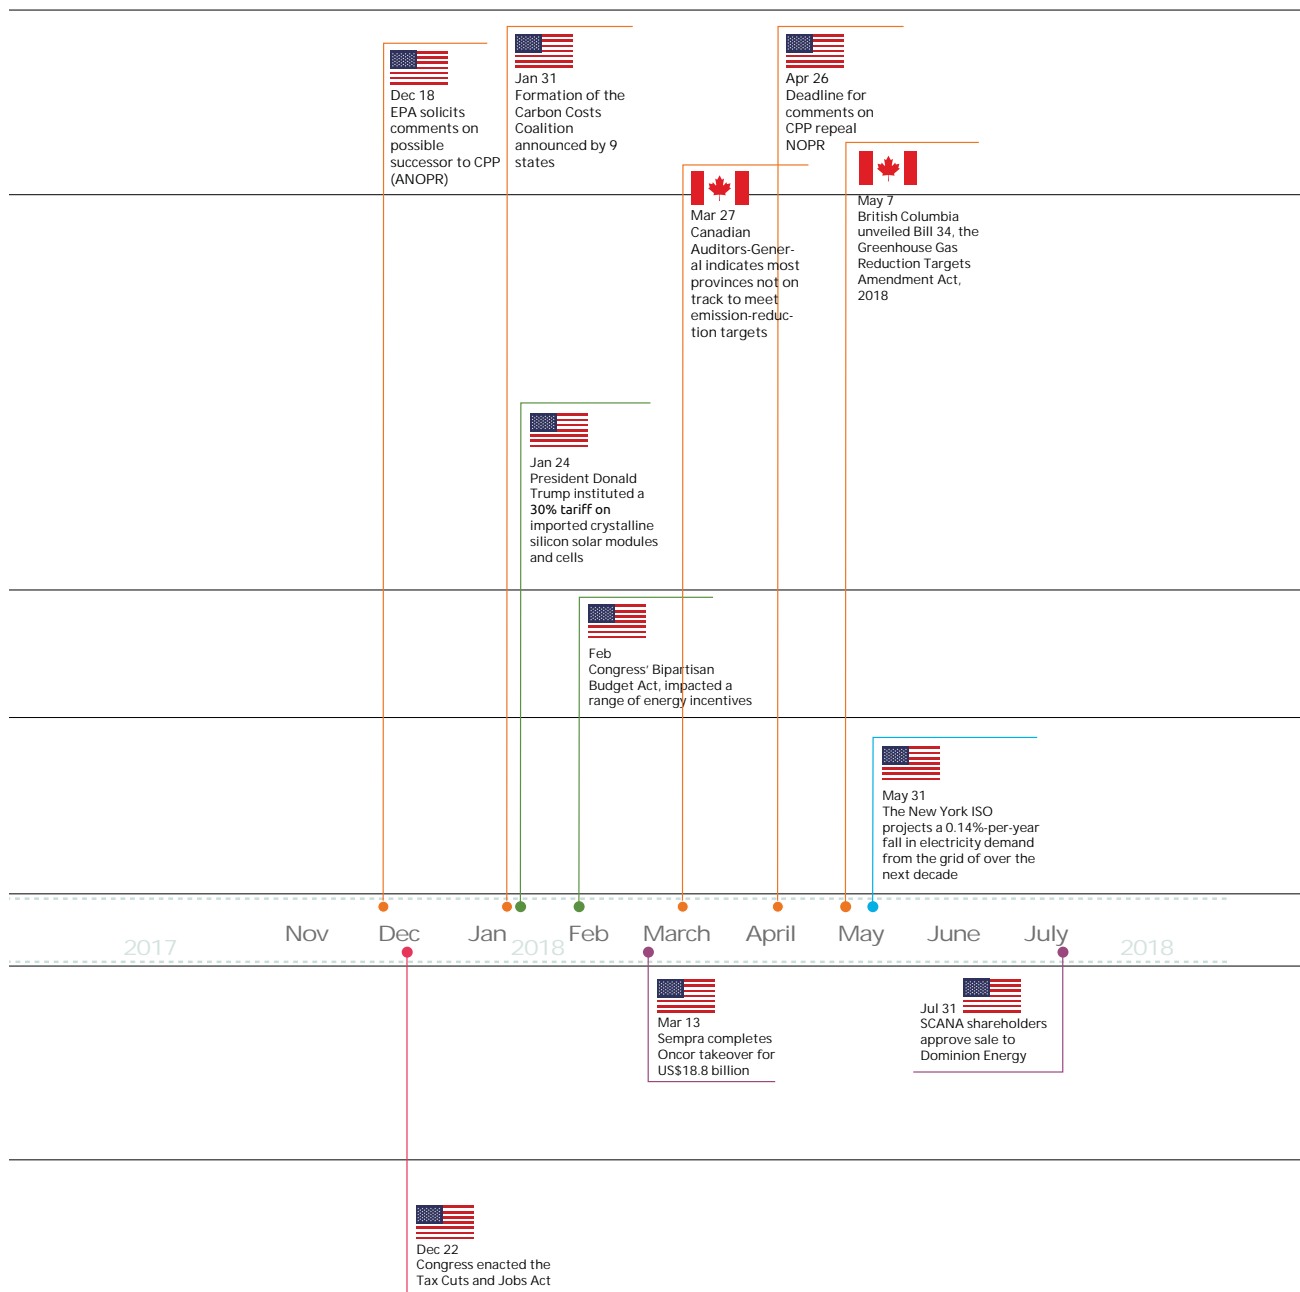 Dec 18
EPA solicits
comments on
possible
successor to CPP
(ANOPR)
Jan 31
Formation of the
Carbon Costs
Coalition
announced by 9
states
Apr 26
Deadline for
comments on
CPP repeal
NOPR
Mar 27
Canadian
Auditors-Gener-
al indicates most
provinces not on
track to meet
emission-reduc-
tion targets
May 7
British Columbia
unveiled Bill 34, the
Greenhouse Gas
Reduction Targets
Amendment Act,
2018
Jan 24
President Donald
Trump instituted a
30% tariff on
imported crystalline
silicon solar modules
and cells
Feb
Congress' Bipartisan
Budget Act, impacted a
range of energy incentives
May 31
The New York ISO
projects a 0.14%-per-year
fall in electricity demand
from the grid of over the
next decade
Nov Dec Jan Feb March April May June July
2017 2018 2018
Mar 13
Sempra completes
Oncor takeover for
US$18.8 billion
Jul 31
SCANA shareholders
approve sale to
Dominion Energy
Dec 22
Congress enacted the
Tax Cuts and Jobs Act